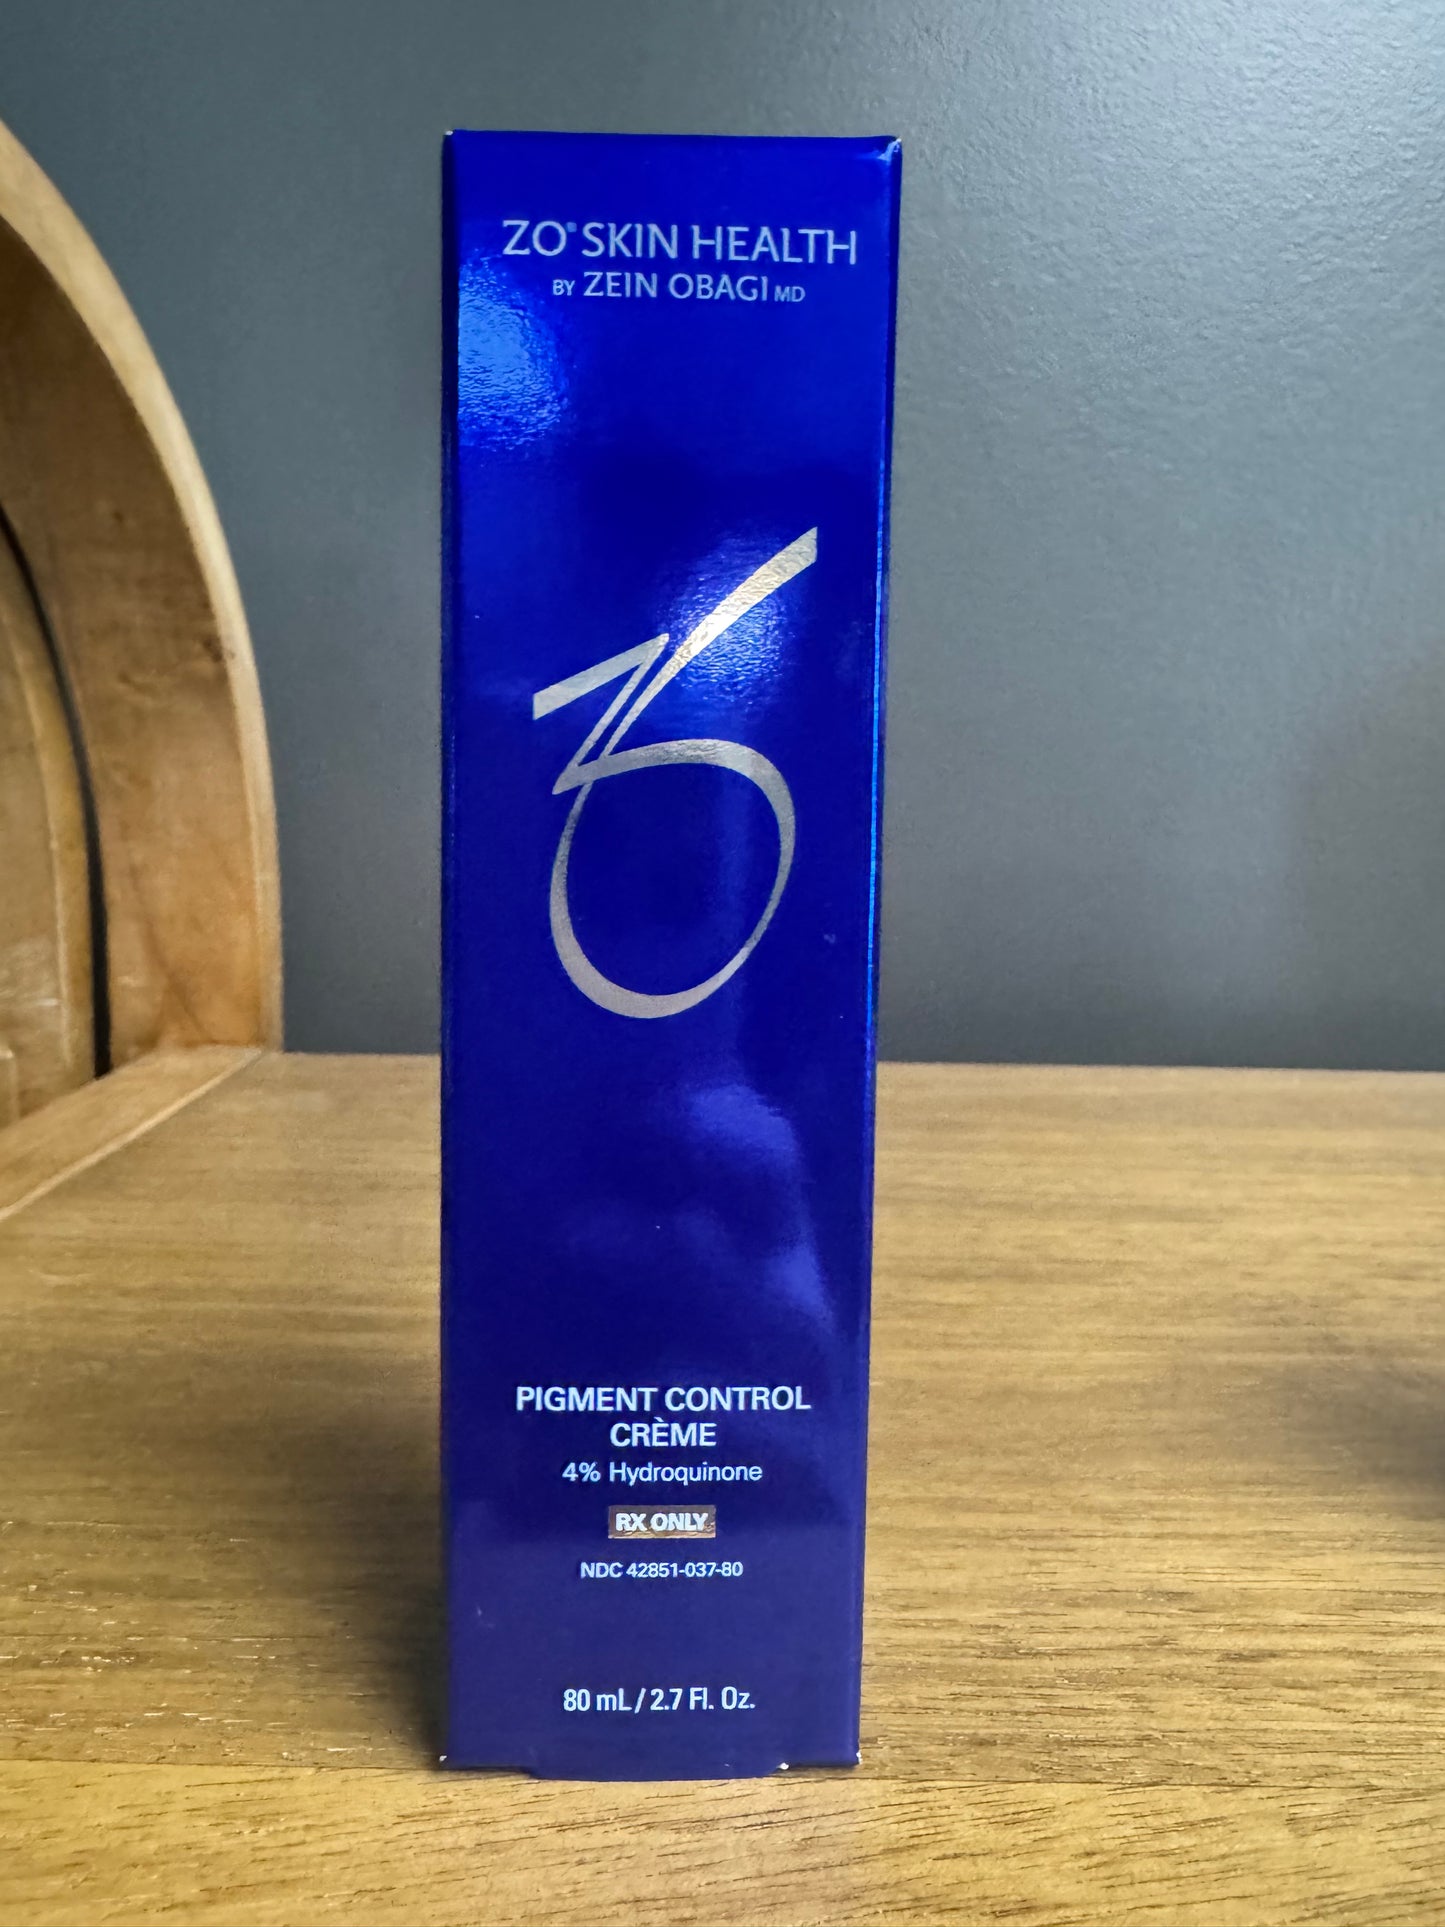 ZO® SKIN HEALTH
BY ZEIN OBAGI MD
PIGMENT CONTROL
CRÈME
4% Hydroquinone
RX ONLY
NDC 42851-037-80
80 mL / 2.7 Fl. Oz.